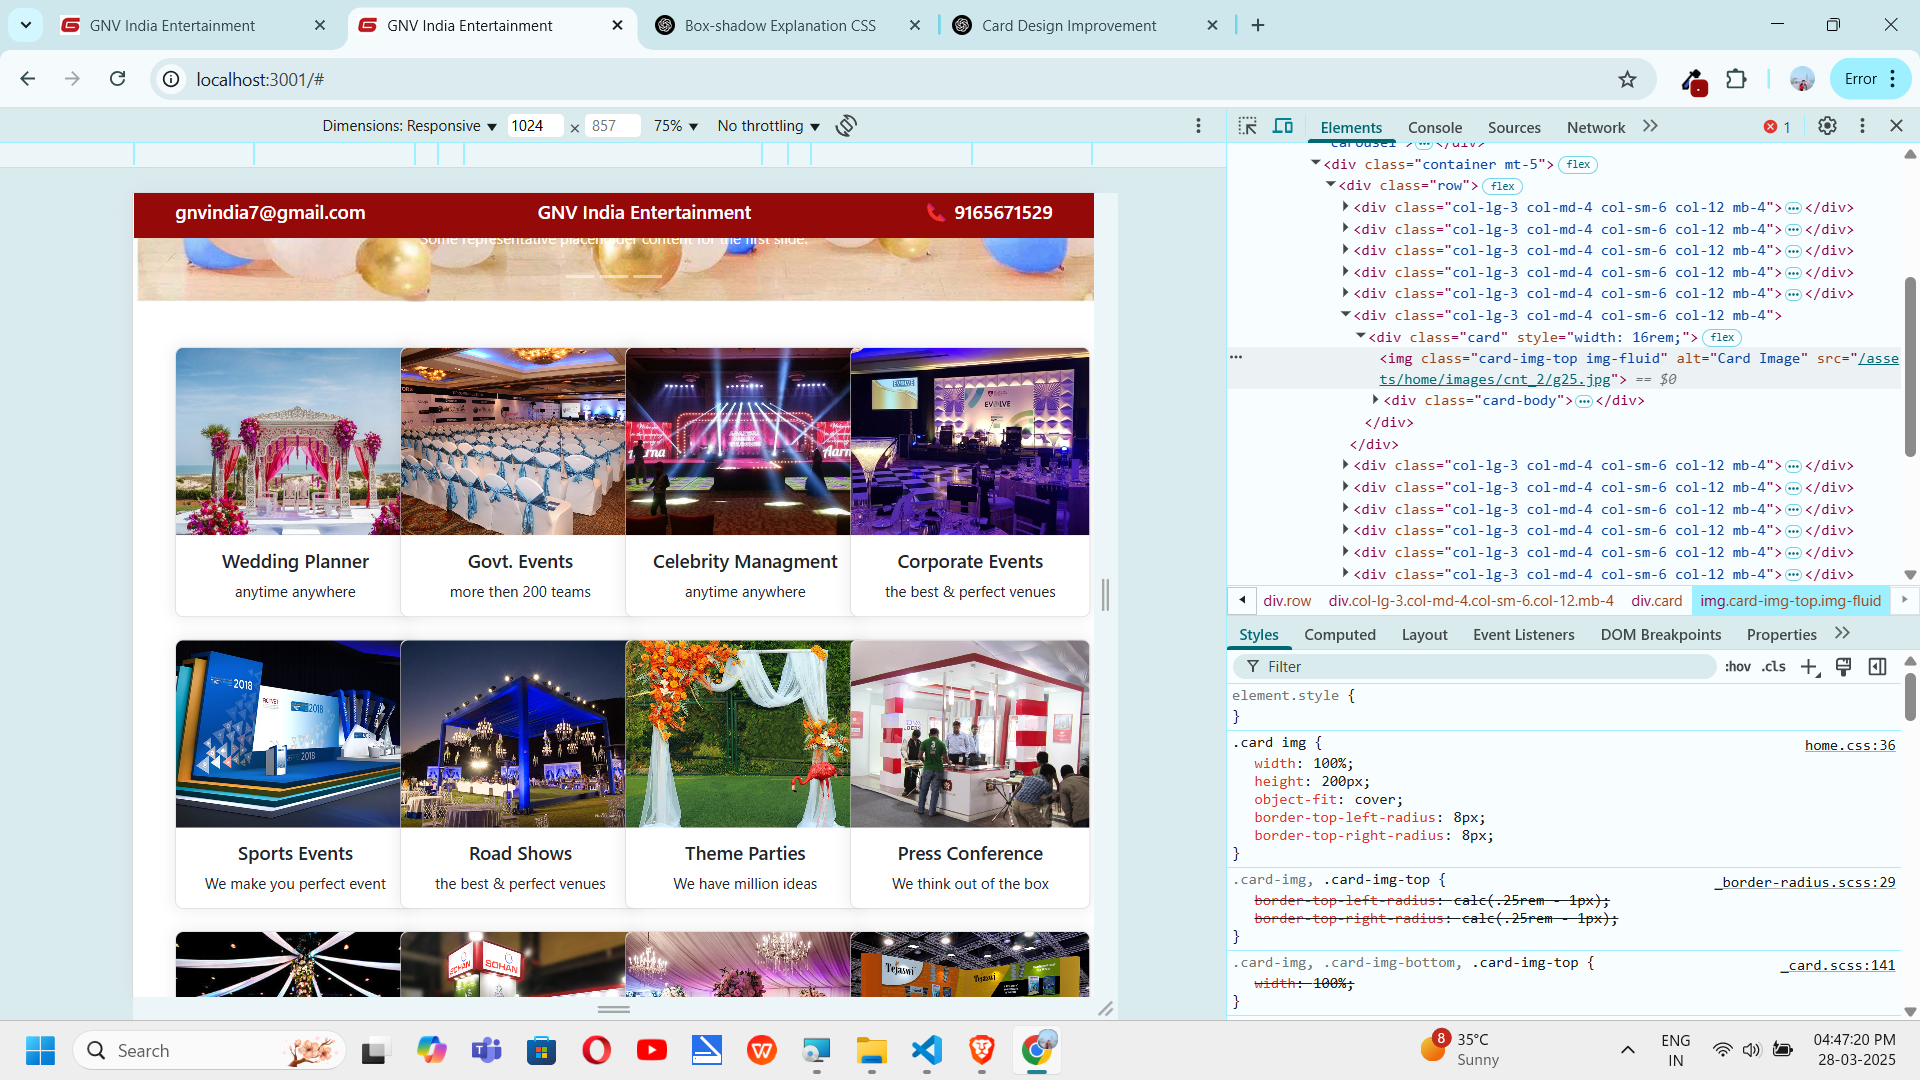 GNV India Entertainment
GNV India Entertainment
Box-shadow Explanation CSS
Card Design Improvement
localhost:3001/#
Error
Dimensions: Responsive
1024
×
857
75%
No throttling
gnvindia7@gmail.com
GNV India Entertainment
9165671529
Some representative placeholder content for the first slide.
Wedding Planner
anytime anywhere
Govt. Events
more then 200 teams
Celebrity Managment
anytime anywhere
Corporate Events
the best & perfect venues
EVOLVE
EVOLVE
2018
2018
2018
Sports Events
We make you perfect event
Road Shows
the best & perfect venues
Theme Parties
We have million ideas
Press Conference
We think out of the box
SOHAN
SOHAN
Tejaswi
Elements
Console
Sources
Network
1
carousel">…</div>
<div class="container mt-5"> flex
<div class="row"> flex
<div class="col-lg-3 col-md-4 col-sm-6 col-12 mb-4">…</div>
<div class="col-lg-3 col-md-4 col-sm-6 col-12 mb-4">…</div>
<div class="col-lg-3 col-md-4 col-sm-6 col-12 mb-4">…</div>
<div class="col-lg-3 col-md-4 col-sm-6 col-12 mb-4">…</div>
<div class="col-lg-3 col-md-4 col-sm-6 col-12 mb-4">…</div>
<div class="col-lg-3 col-md-4 col-sm-6 col-12 mb-4">
<div class="card" style="width: 16rem;"> flex
<img class="card-img-top img-fluid" alt="Card Image" src="/asse
ts/home/images/cnt_2/g25.jpg"> == $0
<div class="card-body">…</div>
</div>
</div>
<div class="col-lg-3 col-md-4 col-sm-6 col-12 mb-4">…</div>
<div class="col-lg-3 col-md-4 col-sm-6 col-12 mb-4">…</div>
<div class="col-lg-3 col-md-4 col-sm-6 col-12 mb-4">…</div>
<div class="col-lg-3 col-md-4 col-sm-6 col-12 mb-4">…</div>
<div class="col-lg-3 col-md-4 col-sm-6 col-12 mb-4">…</div>
<div class="col-lg-3 col-md-4 col-sm-6 col-12 mb-4">…</div>
div.row div.col-lg-3.col-md-4.col-sm-6.col-12.mb-4 div.card img.card-img-top.img-fluid
Styles Computed Layout Event Listeners DOM Breakpoints Properties
Filter
:hov .cls
element.style {
}
.card img {
home.css:36
width: 100%;
height: 200px;
object-fit: cover;
border-top-left-radius: 8px;
border-top-right-radius: 8px;
}
.card-img, .card-img-top {
_border-radius.scss:29
border-top-left-radius: calc(.25rem - 1px);
border-top-right-radius: calc(.25rem - 1px);
}
.card-img, .card-img-bottom, .card-img-top {
_card.scss:141
width: 100%;
}
Search
8
35°C
Sunny
ENG
IN
04:47:20 PM
28-03-2025